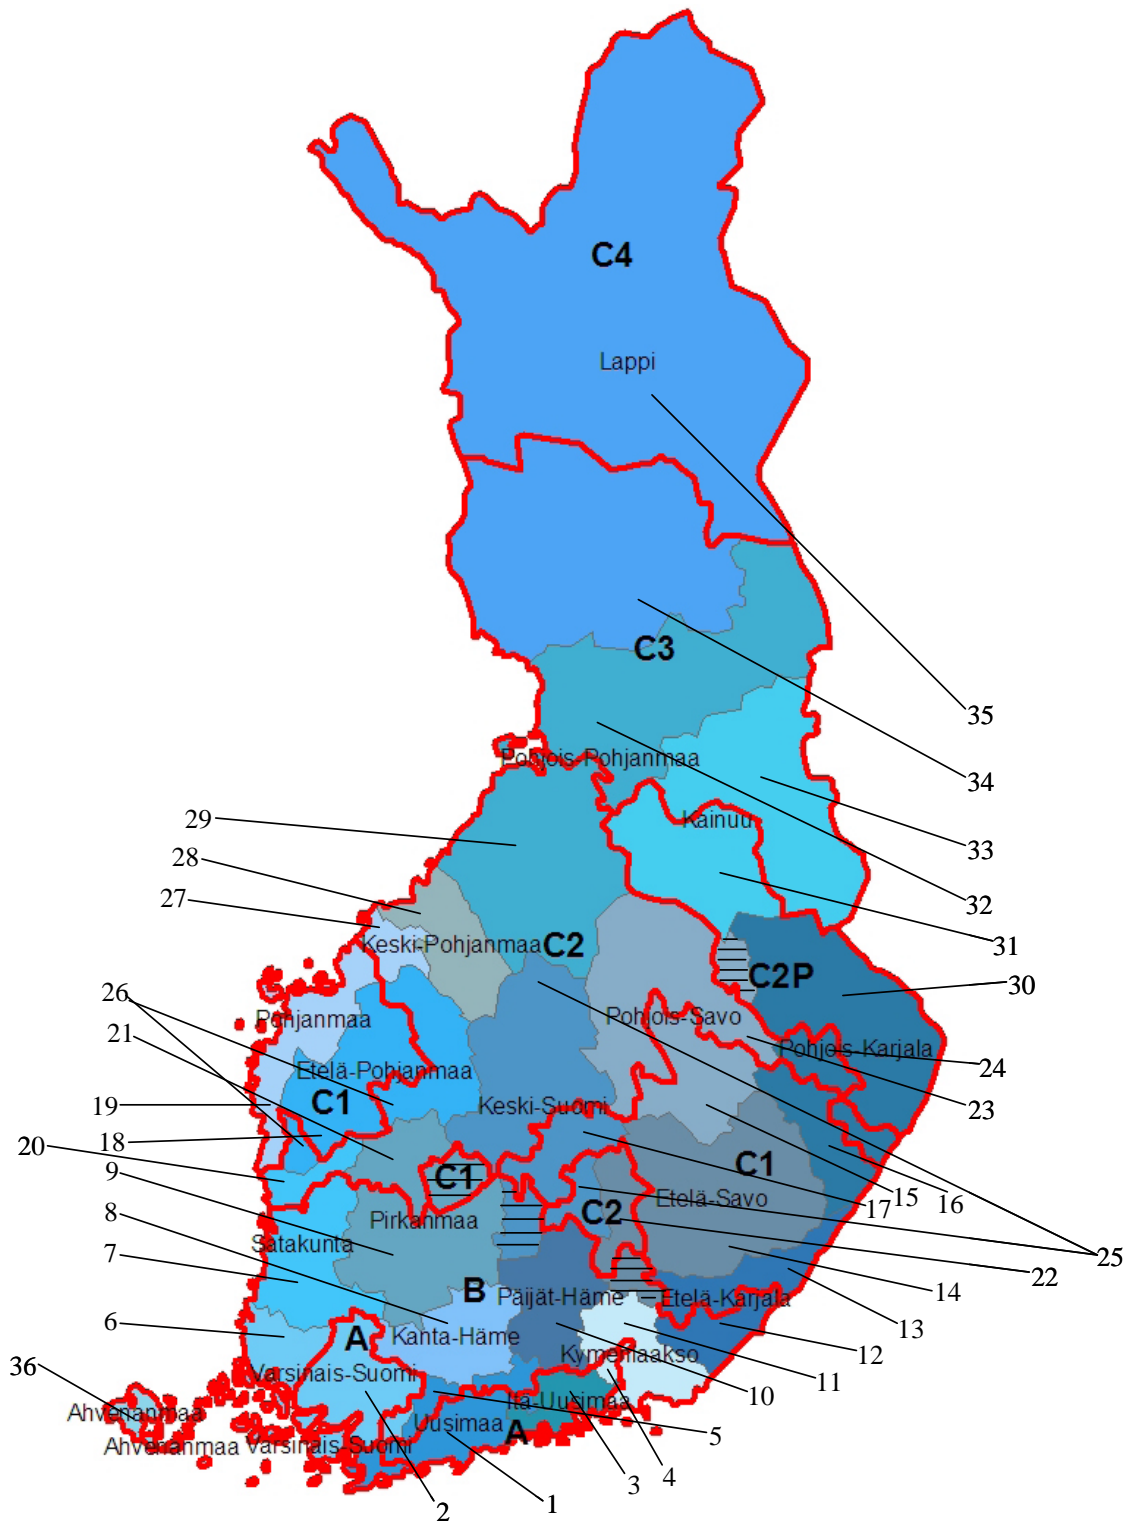 C4
Lappi
C3
35
Pohjois-Pohjanmaa
34
29
Kainuu
28
33
27
32
Keski-Pohjanmaa
C2
31
C2P
30
26
Pohjanmaa
Pohjois-Savo
21
Pohjois-Karjala
24
Etelä-Pohjanmaa
19
C1
Keski-Suomi
23
18
20
9
C1
C1
15
16
Etelä-Savo
17
8
Pirkanmaa
C2
7
Satakunta
25
22
14
B
Päijät-Häme
Etelä-Karjala
6
A
Kanta-Häme
13
Kymenlaakso
12
36
Varsinais-Suomi
11
10
Itä-Uusimaa
Ahvenanmaa
Uusimaa
A
5
Ahvenanmaa
Varsinais-Suomi
4
3
2
1